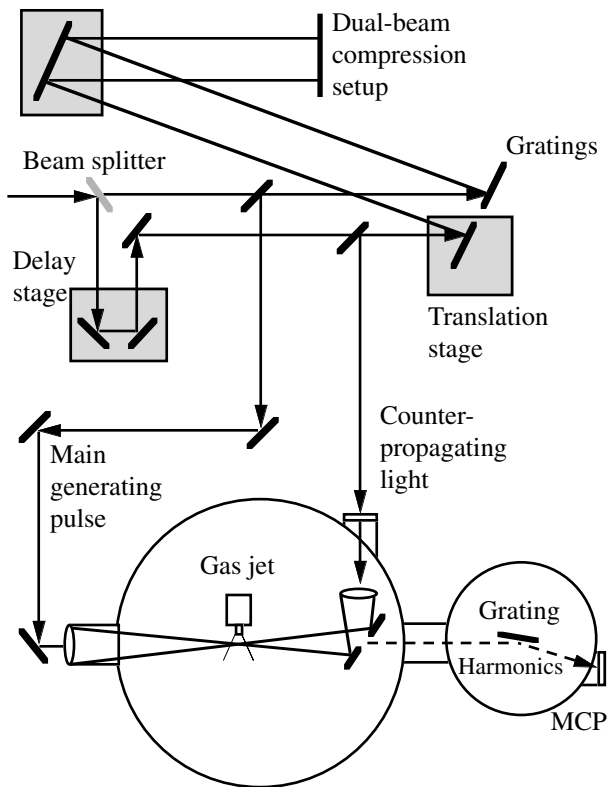 Dual-beam
compression
setup
Beam splitter
Gratings
Delay
stage
Translation
stage
Main
generating
pulse
Counter-
propagating
light
Gas jet
Grating
Harmonics
MCP